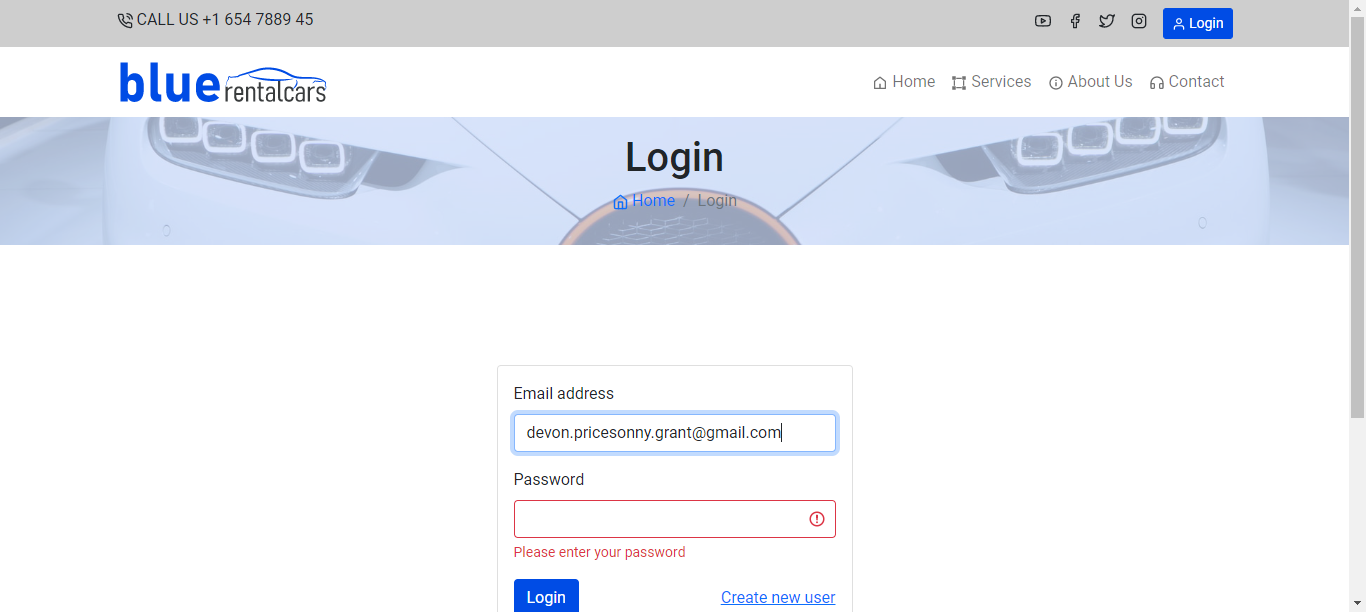 CALL US +1 654 7889 45
Login
blue rentalcars
Home Services About Us Contact
Login
Home / Login
Email address
devon.pricesonny.grant@gmail.com
Password
Please enter your password
Login Create new user